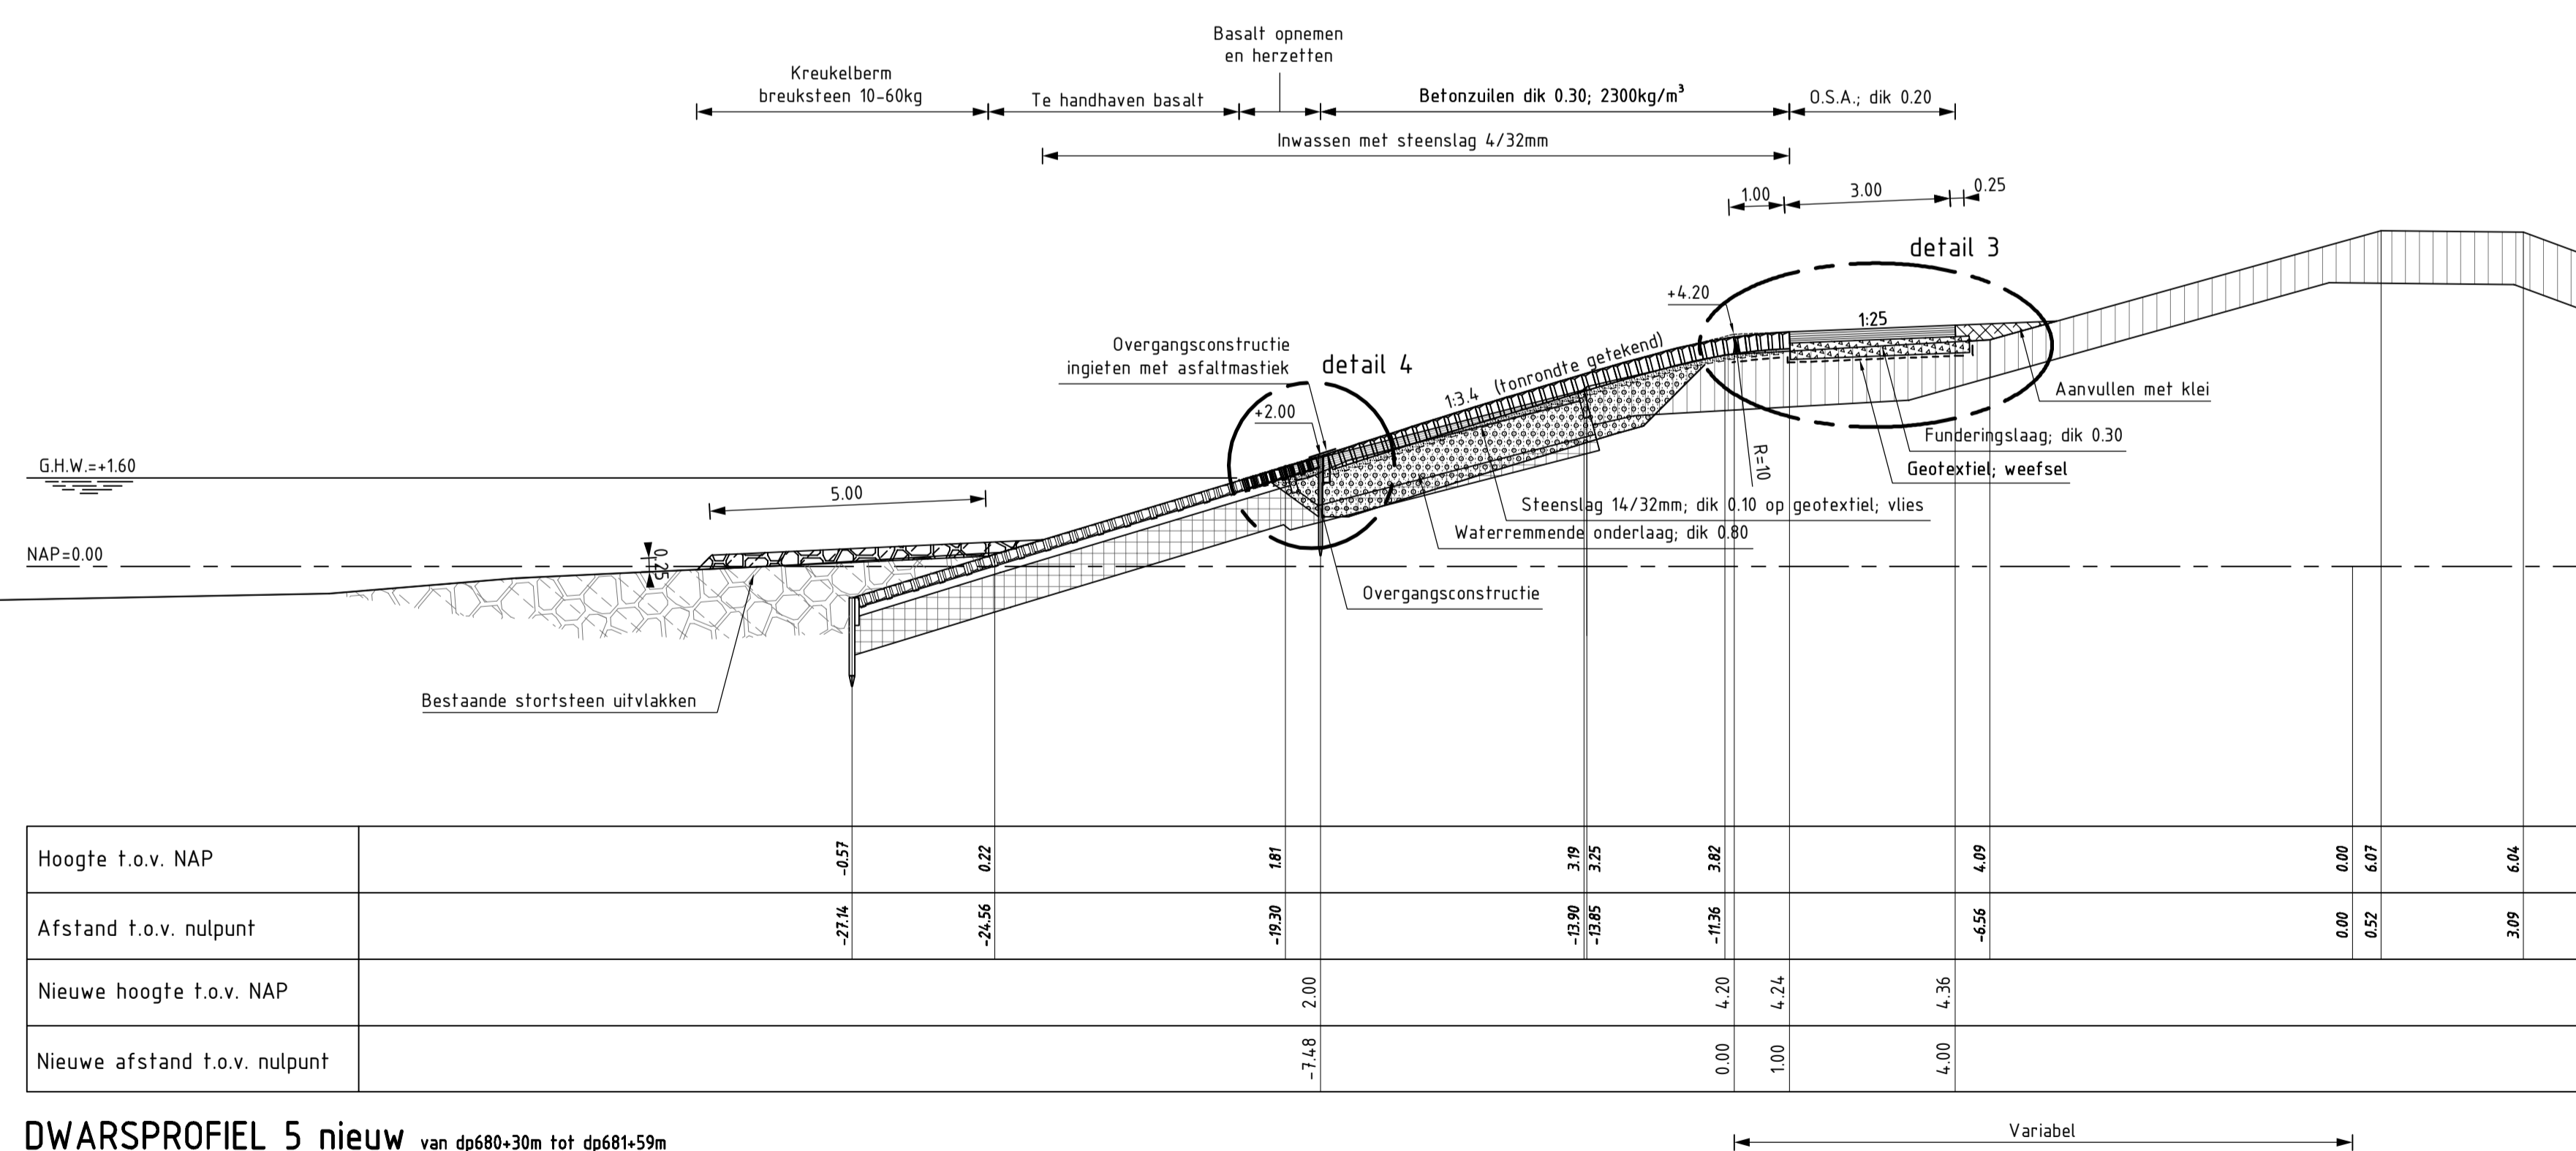 Basalt opnemen
en herzetten
Kreukelberm
breuksteen 10-60kg
Te handhaven basalt
Betonzuilen dik 0.30; 2300kg/m³
O.S.A.; dik 0.20
Inwassen met steenslag 4/32mm
1.00
3.00
0.25
detail 3
+4.20
1:25
Overgangsconstructie
ingieten met asfaltmastiek
detail 4
1:3.4 (tonrondte getekend)
+2.00
Aanvullen met klei
Funderingslaag; dik 0.30
R=10
Geotextiel; weefsel
G.H.W.=+1.60
5.00
Steenslag 14/32mm; dik 0.10 op geotextiel; vlies
Waterremmende onderlaag; dik 0.80
NAP=0.00
0.25
Overgangsconstructie
Bestaande stortsteen uitvlakken
Hoogte t.o.v. NAP -0.57 0.22 1.81 3.19 3.25 3.82 4.09 0.00 6.07 6.04
Afstand t.o.v. nulpunt -27.14 -24.56 -19.30 -13.90 -13.85 -11.36 -6.56 0.00 0.52 3.09
Nieuwe hoogte t.o.v. NAP 2.00 4.20 4.24 4.36
Nieuwe afstand t.o.v. nulpunt -7.48 0.00 1.00 4.00
DWARSPROFIEL 5 nieuw van dp680+30m tot dp681+59m
Variabel